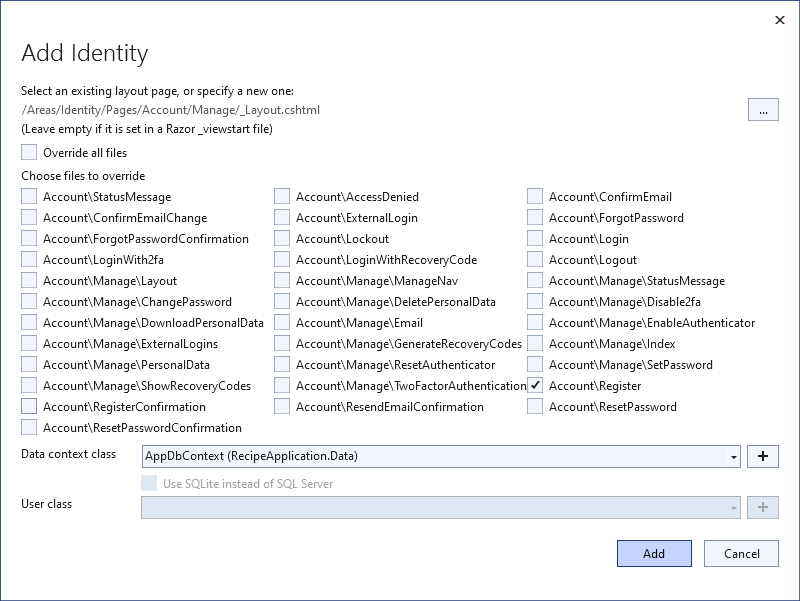 Add Identity
Select an existing layout page, or specify a new one:
/Areas/Identity/Pages/Account/Manage/_Layout.cshtml
...
(Leave empty if it is set in a Razor _viewstart file)
Override all files
Choose files to override
Account\StatusMessage Account\AccessDenied Account\ConfirmEmail
Account\ConfirmEmailChange Account\ExternalLogin Account\ForgotPassword
Account\ForgotPasswordConfirmation Account\Lockout Account\Login
Account\LoginWith2fa Account\LoginWithRecoveryCode Account\Logout
Account\Manage\Layout Account\Manage\ManageNav Account\Manage\StatusMessage
Account\Manage\ChangePassword Account\Manage\DeletePersonalData Account\Manage\Disable2fa
Account\Manage\DownloadPersonalData Account\Manage\Email Account\Manage\EnableAuthenticator
Account\Manage\ExternalLogins Account\Manage\GenerateRecoveryCodes Account\Manage\Index
Account\Manage\PersonalData Account\Manage\ResetAuthenticator Account\Manage\SetPassword
Account\Manage\ShowRecoveryCodes Account\Manage\TwoFactorAuthentication Account\Register
Account\RegisterConfirmation Account\ResendEmailConfirmation Account\ResetPassword
Account\ResetPasswordConfirmation
Data context class AppDbContext (RecipeApplication.Data) +
Use SQLite instead of SQL Server
User class +
Add Cancel